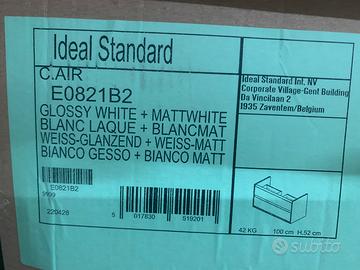 Ideal Standard
C.AIR
E0821B2
GLOSSY WHITE + MATTWHITE
BLANC LAQUE + BLANCMAT
WEISS-GLANZEND + WEISS-MATT
BIANCO GESSO + BIANCO MATT
Ideal Standard Int. NV
Corporate Village-Gent Building
Da Vincilaan 2
1935 Zaventem/Belgium
E0821B2
9999
220428
5 017830 519201
42 KG 100 cm H.52 cm
subito